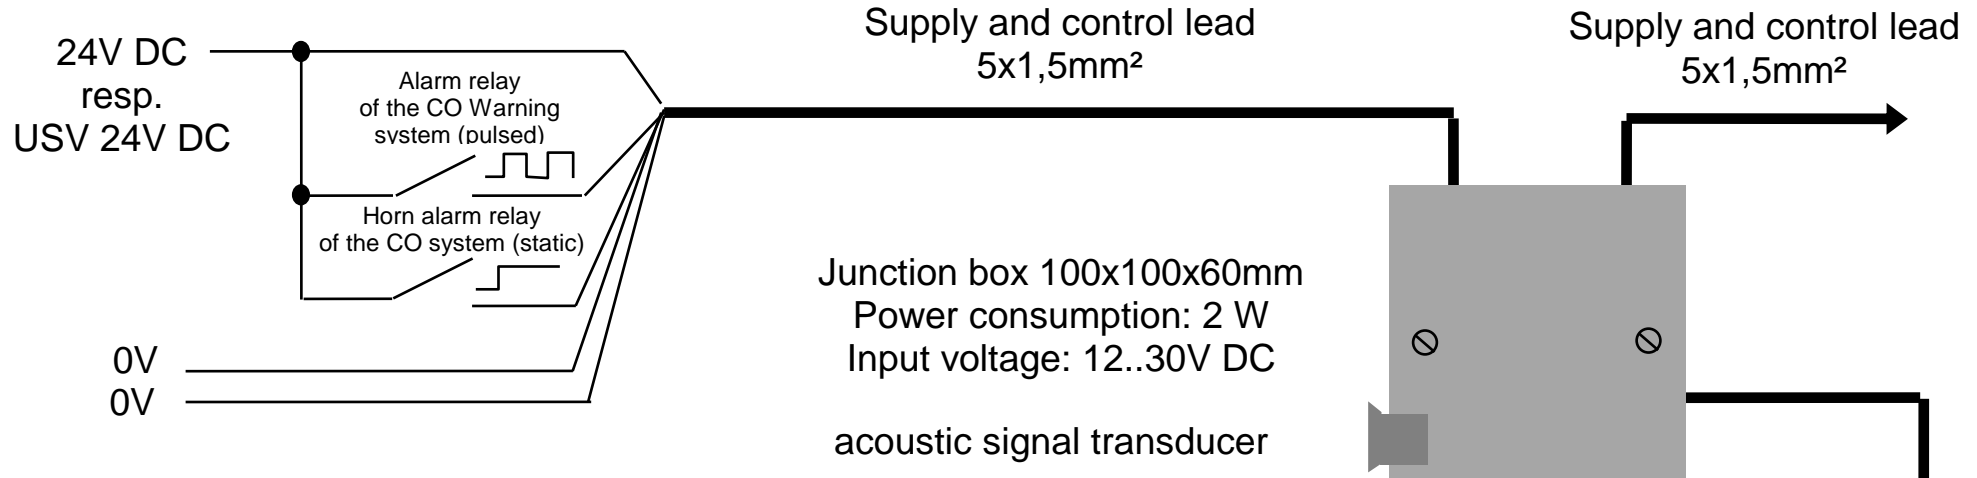 Supply and control lead
5x1,5mm²
Supply and control lead
5x1,5mm²
24V DC
resp.
USV 24V DC
Alarm relay
of the CO Warning
system (pulsed)
Horn alarm relay
of the CO system (static)
Junction box 100x100x60mm
Power consumption: 2 W
Input voltage: 12..30V DC
0V
0V
acoustic signal transducer